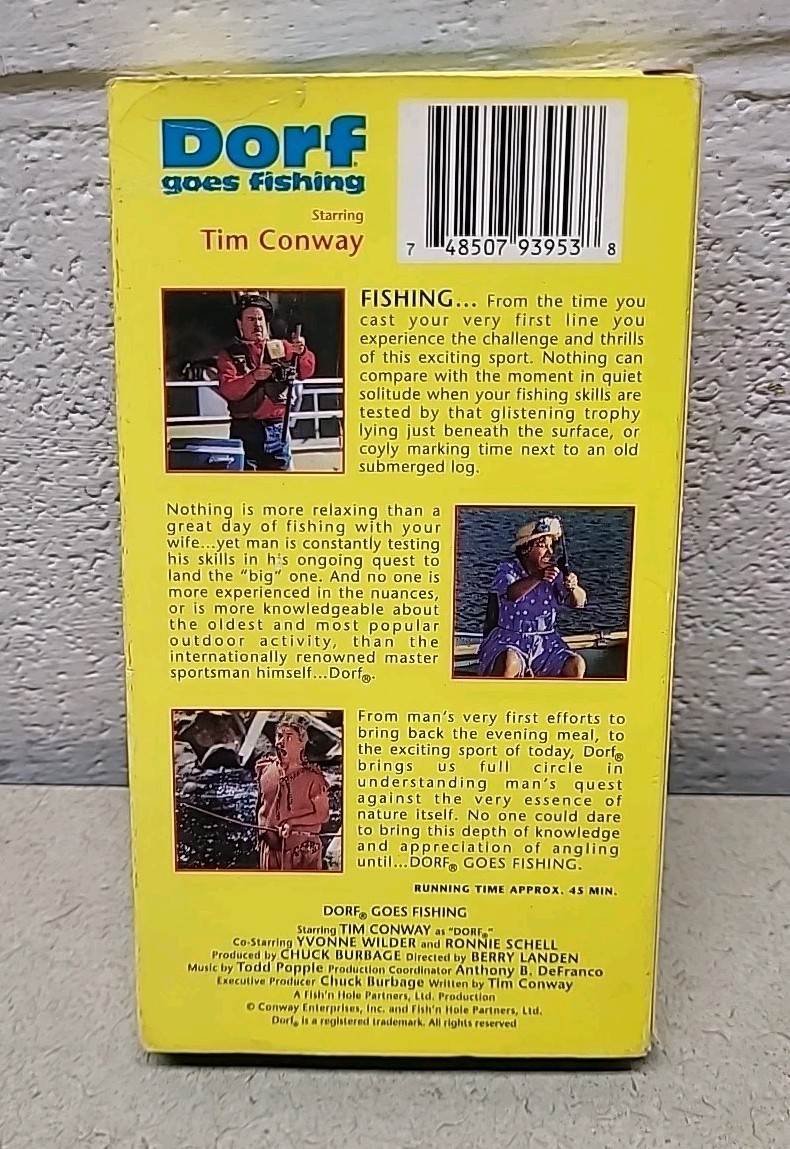 Dorf
goes fishing
Starring
Tim Conway
7 48507 93953 8
FISHING... From the time you
cast your very first line you
experience the challenge and thrills
of this exciting sport. Nothing can
compare with the moment in quiet
solitude when your fishing skills are
tested by that glistening trophy
lying just beneath the surface, or
coyly marking time next to an old
submerged log.
Nothing is more relaxing than a
great day of fishing with your
wife...yet man is constantly testing
his skills in his ongoing quest to
land the "big" one. And no one is
more experienced in the nuances,
or is more knowledgeable about
the oldest and most popular
outdoor activity, than the
internationally renowned master
sportsman himself...Dorf®.
From man's very first efforts to
bring back the evening meal, to
the exciting sport of today, Dorf®
brings us full circle in
understanding man's quest
against the very essence of
nature itself. No one could dare
to bring this depth of knowledge
and appreciation of angling
until...DORF® GOES FISHING.
RUNNING TIME APPROX. 45 MIN.
DORF® GOES FISHING
Starring TIM CONWAY as "DORF®"
Co-Starring YVONNE WILDER and RONNIE SCHELL
Produced by CHUCK BURBAGE Directed by BERRY LANDEN
Music by Todd Popple Production Coordinator Anthony B. DeFranco
Executive Producer Chuck Burbage Written by Tim Conway
A Fish'n Hole Partners, Ltd. Production
© Conway Enterprises, Inc. and Fish'n Hole Partners, Ltd.
Dorf® is a registered trademark. All rights reserved